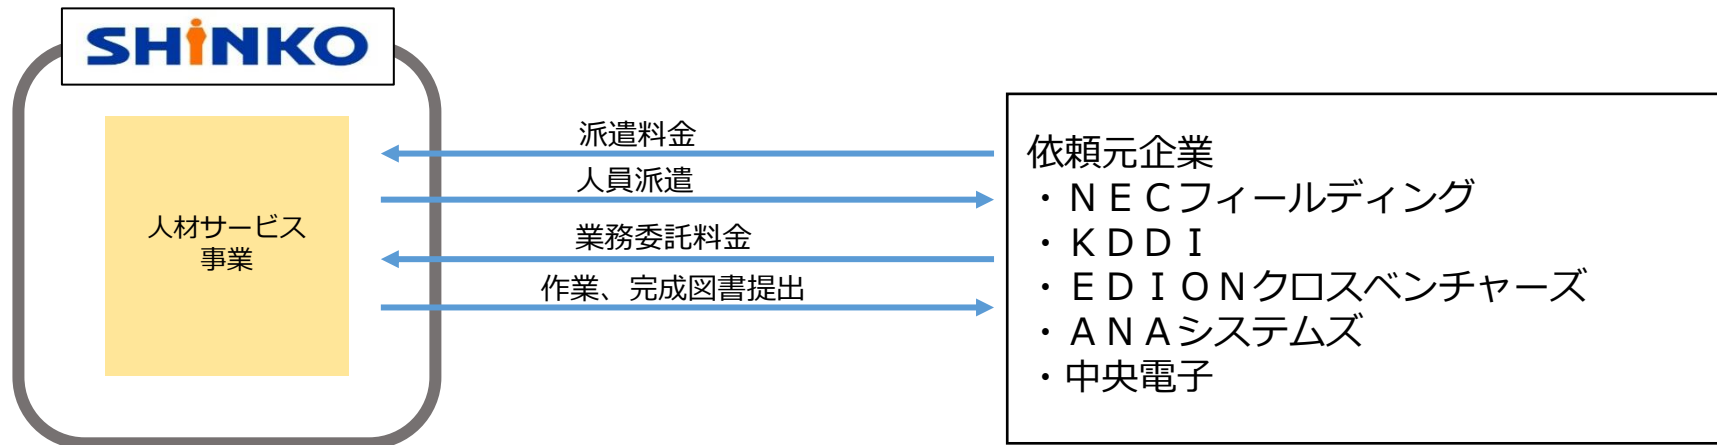 SHiNKO
人材サービス
事業
派遣料金
人員派遣
業務委託料金
作業、完成図書提出
依頼元企業
・ＮＥＣフィールディング
・ＫＤＤＩ
・ＥＤＩＯＮクロスベンチャーズ
・ＡＮＡシステムズ
・中央電子